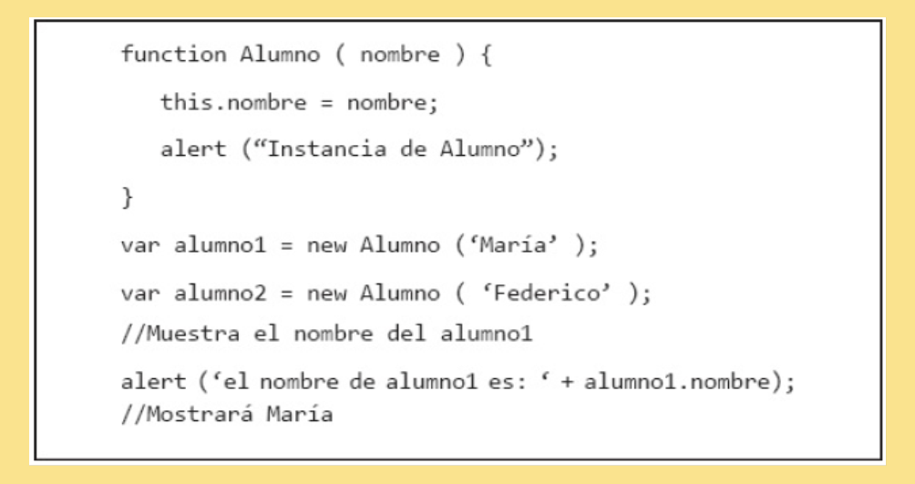 function Alumno ( nombre ) {
this.nombre = nombre;
alert (“Instancia de Alumno”);
}
var alumno1 = new Alumno (‘María’ );
var alumno2 = new Alumno ( ‘Federico’ );
//Muestra el nombre del alumno1
alert (‘el nombre de alumno1 es: ‘ + alumno1.nombre);
//Mostrará María